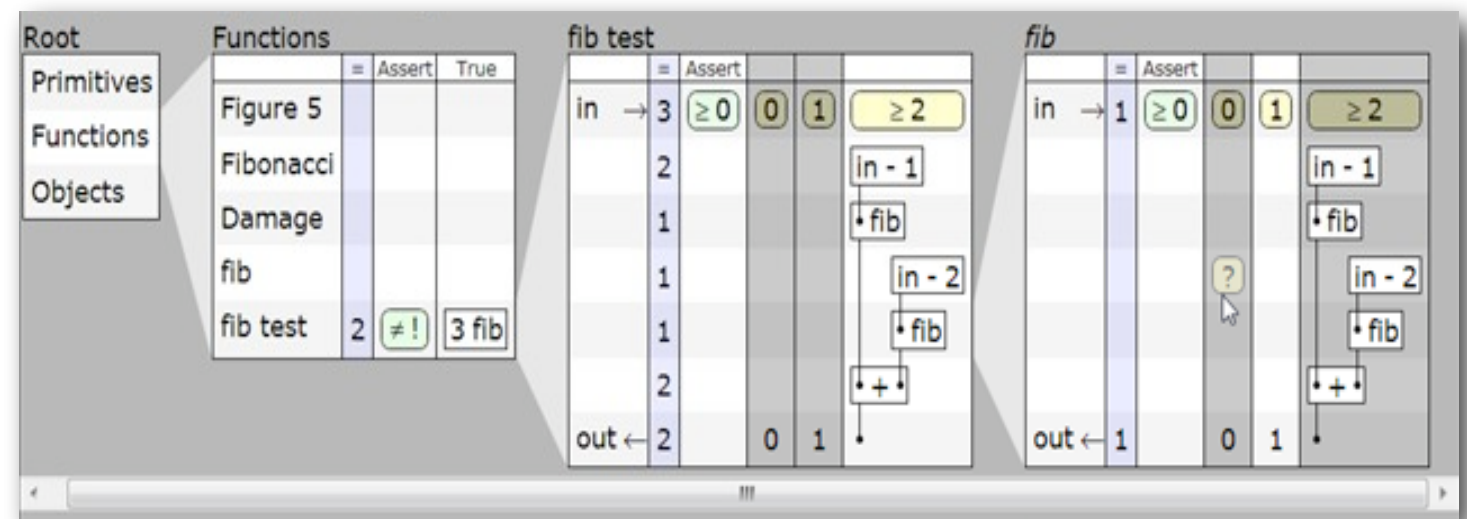 Root Functions fib test fib
= Assert True = Assert = Assert
Primitives
Functions
Objects
Figure 5
Fibonacci
Damage
fib
fib test 2 ≠! 3 fib
in → 3 ≥ 0 0 1 ≥ 2
2 in - 1
1 • fib
1 in - 2
1 • fib
2 • + •
out ← 2 0 1 •
in → 1 ≥ 0 0 1 ≥ 2
in - 1
• fib
? in - 2
• fib
• + •
out ← 1 0 1 •